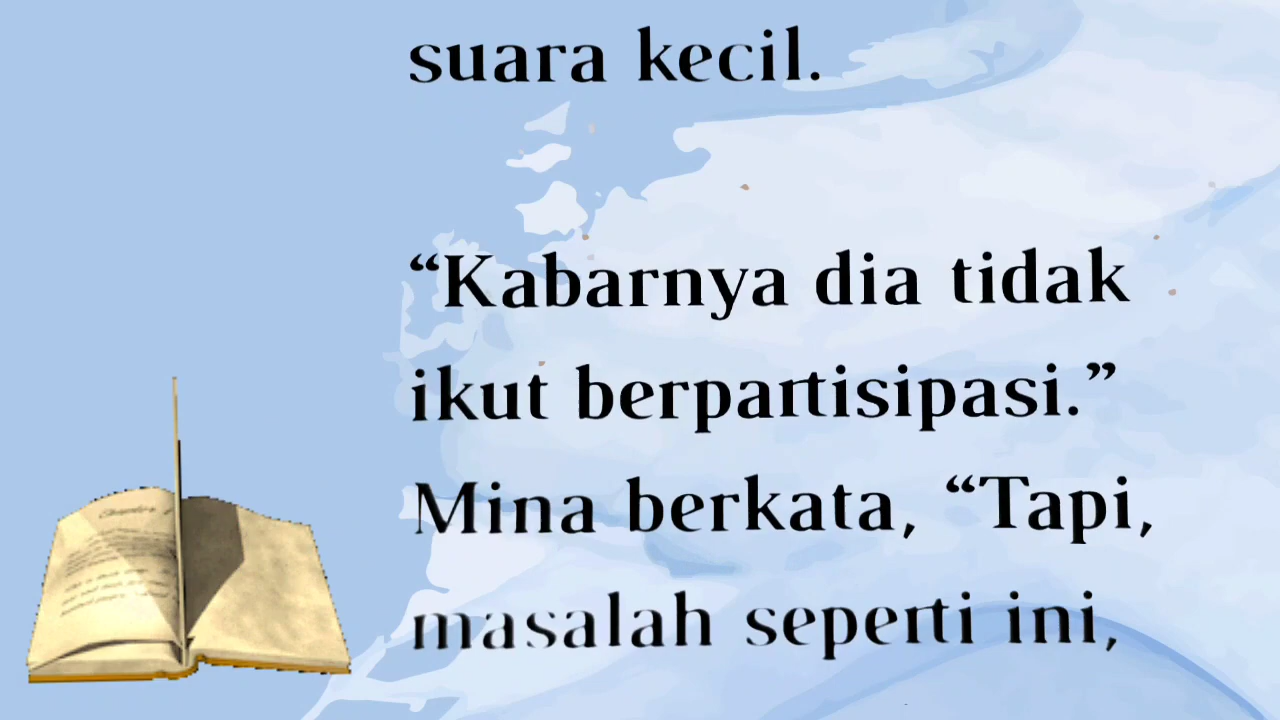 suara kecil.
“Kabarnya dia tidak
ikut berpartisipasi.”
Mina berkata, “Tapi,
masalah seperti ini,